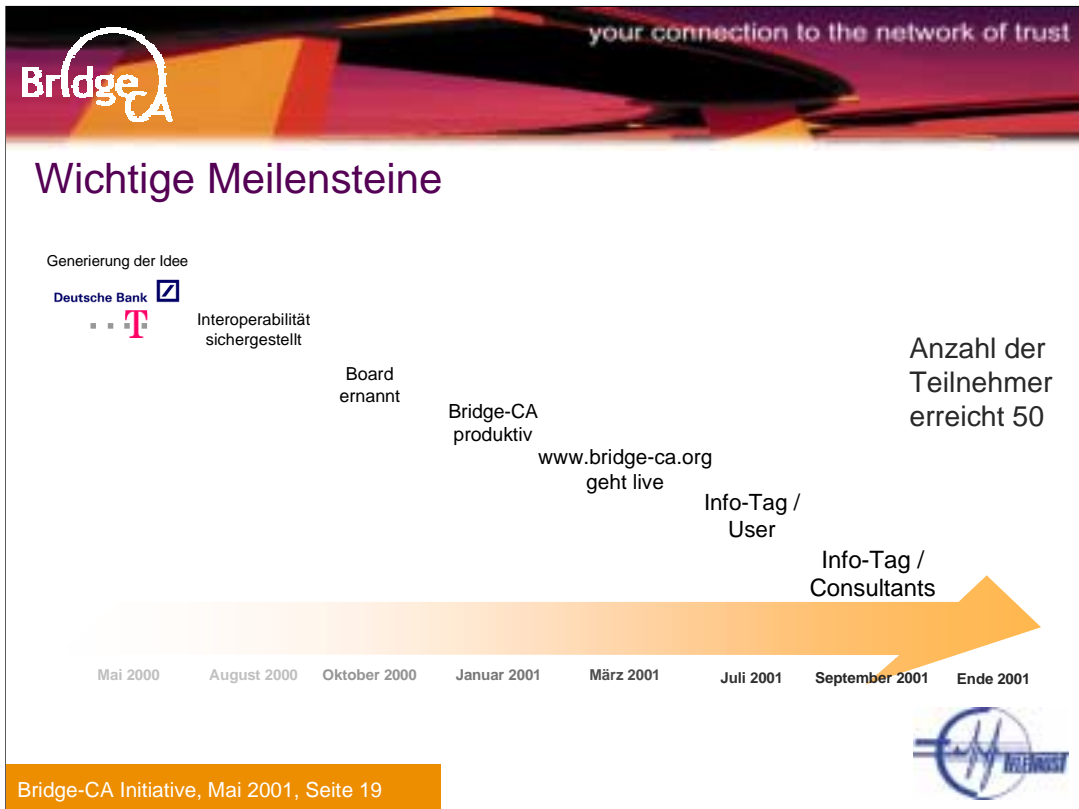 your connection to the network of trust
Bridge
CA
Wichtige Meilensteine
Generierung der Idee
Deutsche Bank
T
Interoperabilität
sichergestellt
Board
ernannt
Bridge-CA
produktiv
www.bridge-ca.org
geht live
Info-Tag /
User
Info-Tag /
Consultants
Anzahl der
Teilnehmer
erreicht 50
Mai 2000
August 2000
Oktober 2000
Januar 2001
März 2001
Juli 2001
September 2001
Ende 2001
TELETRUST
Bridge-CA Initiative, Mai 2001, Seite 19